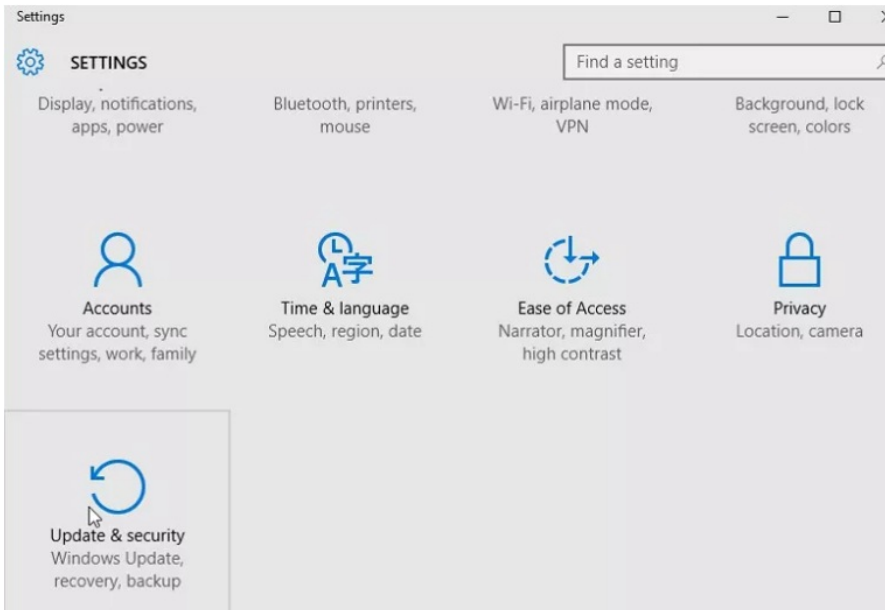 Settings
SETTINGS
Find a setting
Display, notifications,
apps, power
Bluetooth, printers,
mouse
Wi-Fi, airplane mode,
VPN
Background, lock
screen, colors
Accounts
Your account, sync
settings, work, family
Time & language
Speech, region, date
Ease of Access
Narrator, magnifier,
high contrast
Privacy
Location, camera
Update & security
Windows Update,
recovery, backup